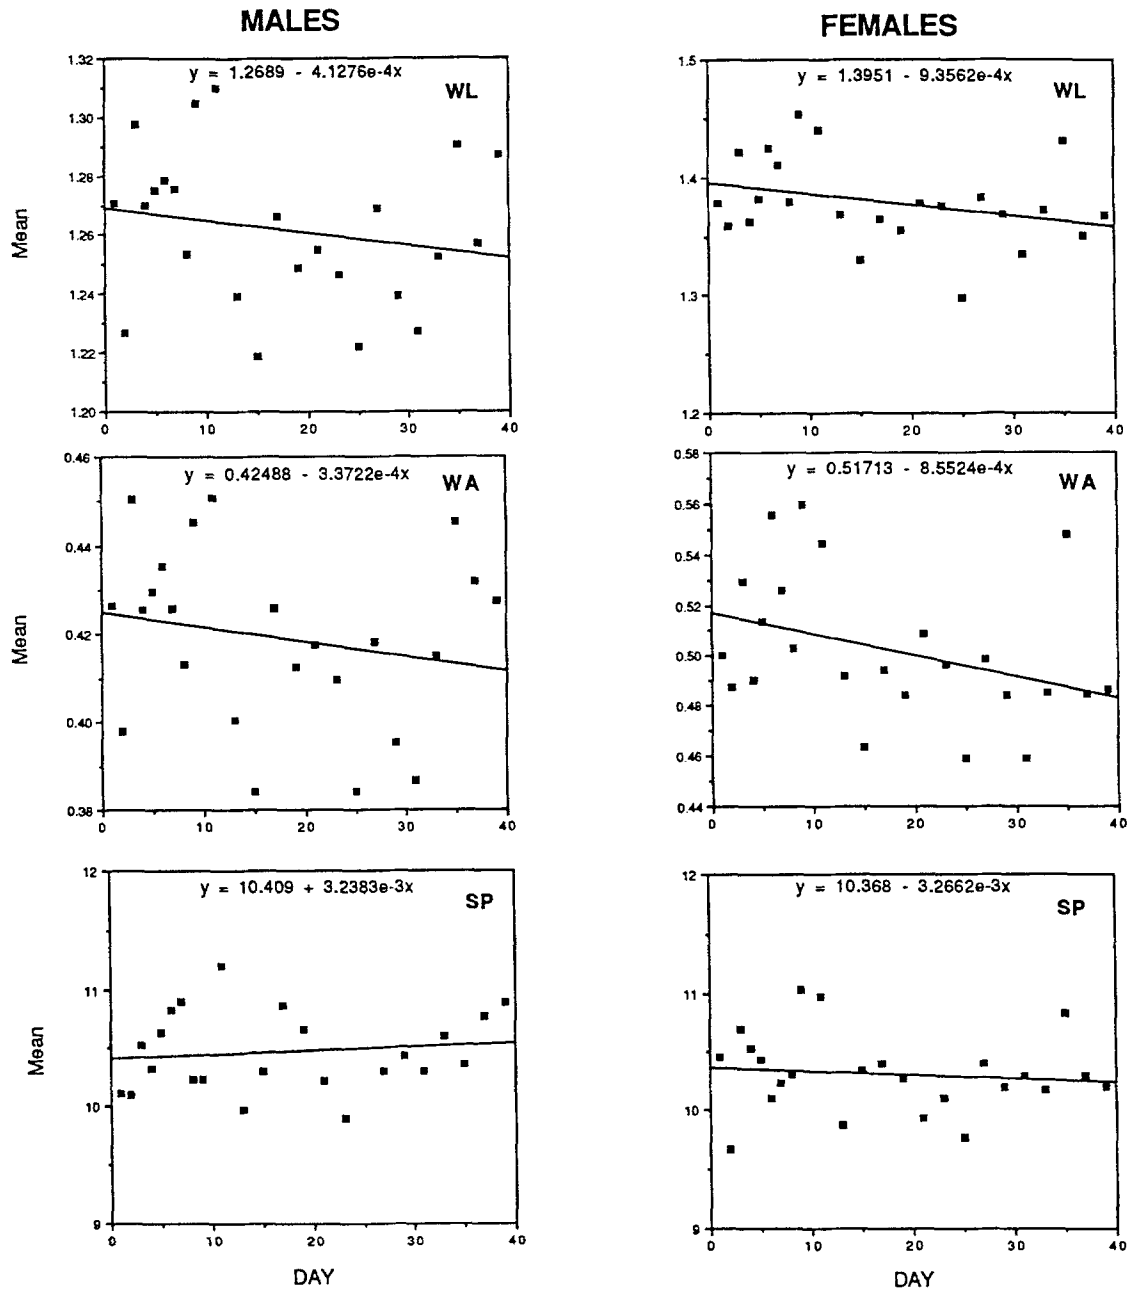 MALES
FEMALES
y = 1.2689 - 4.1276e-4x
WL
1.32
1.30
1.28
1.26
1.24
1.22
1.20
Mean
0 10 20 30 40
y = 1.3951 - 9.3562e-4x
WL
1.5
1.4
1.3
1.2
0 10 20 30 40
y = 0.42488 - 3.3722e-4x
WA
0.46
0.44
0.42
0.40
0.38
Mean
0 10 20 30 40
y = 0.51713 - 8.5524e-4x
WA
0.58
0.56
0.54
0.52
0.50
0.48
0.46
0.44
0 10 20 30 40
y = 10.409 + 3.2383e-3x
SP
12
11
10
9
Mean
0 10 20 30 40
DAY
y = 10.368 - 3.2662e-3x
SP
12
11
10
9
0 10 20 30 40
DAY